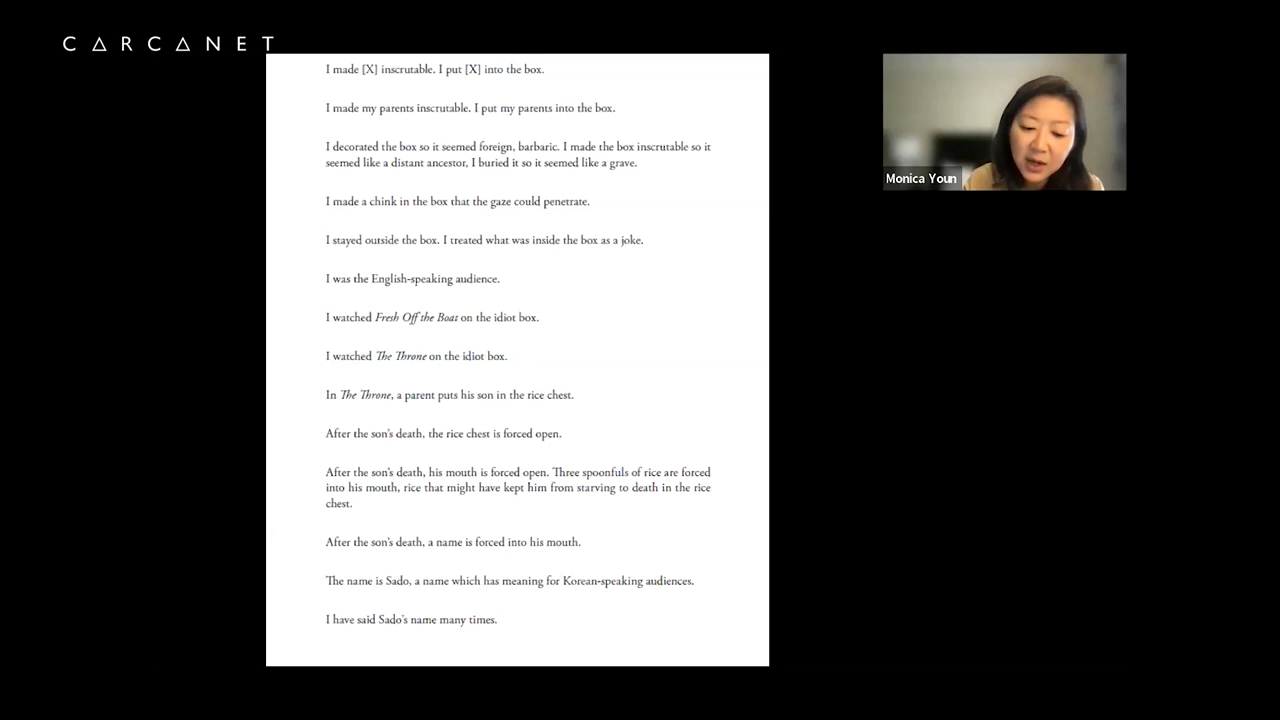 CARCANET
I made [X] inscrutable. I put [X] into the box.
I made my parents inscrutable. I put my parents into the box.
I decorated the box so it seemed foreign, barbaric. I made the box inscrutable so it
seemed like a distant ancestor, I buried it so it seemed like a grave.
I made a chink in the box that the gaze could penetrate.
I stayed outside the box. I treated what was inside the box as a joke.
I was the English-speaking audience.
I watched Fresh Off the Boat on the idiot box.
I watched The Throne on the idiot box.
In The Throne, a parent puts his son in the rice chest.
After the son's death, the rice chest is forced open.
After the son's death, his mouth is forced open. Three spoonfuls of rice are forced
into his mouth, rice that might have kept him from starving to death in the rice
chest.
After the son's death, a name is forced into his mouth.
The name is Sado, a name which has meaning for Korean-speaking audiences.
I have said Sado's name many times.
Monica Youn